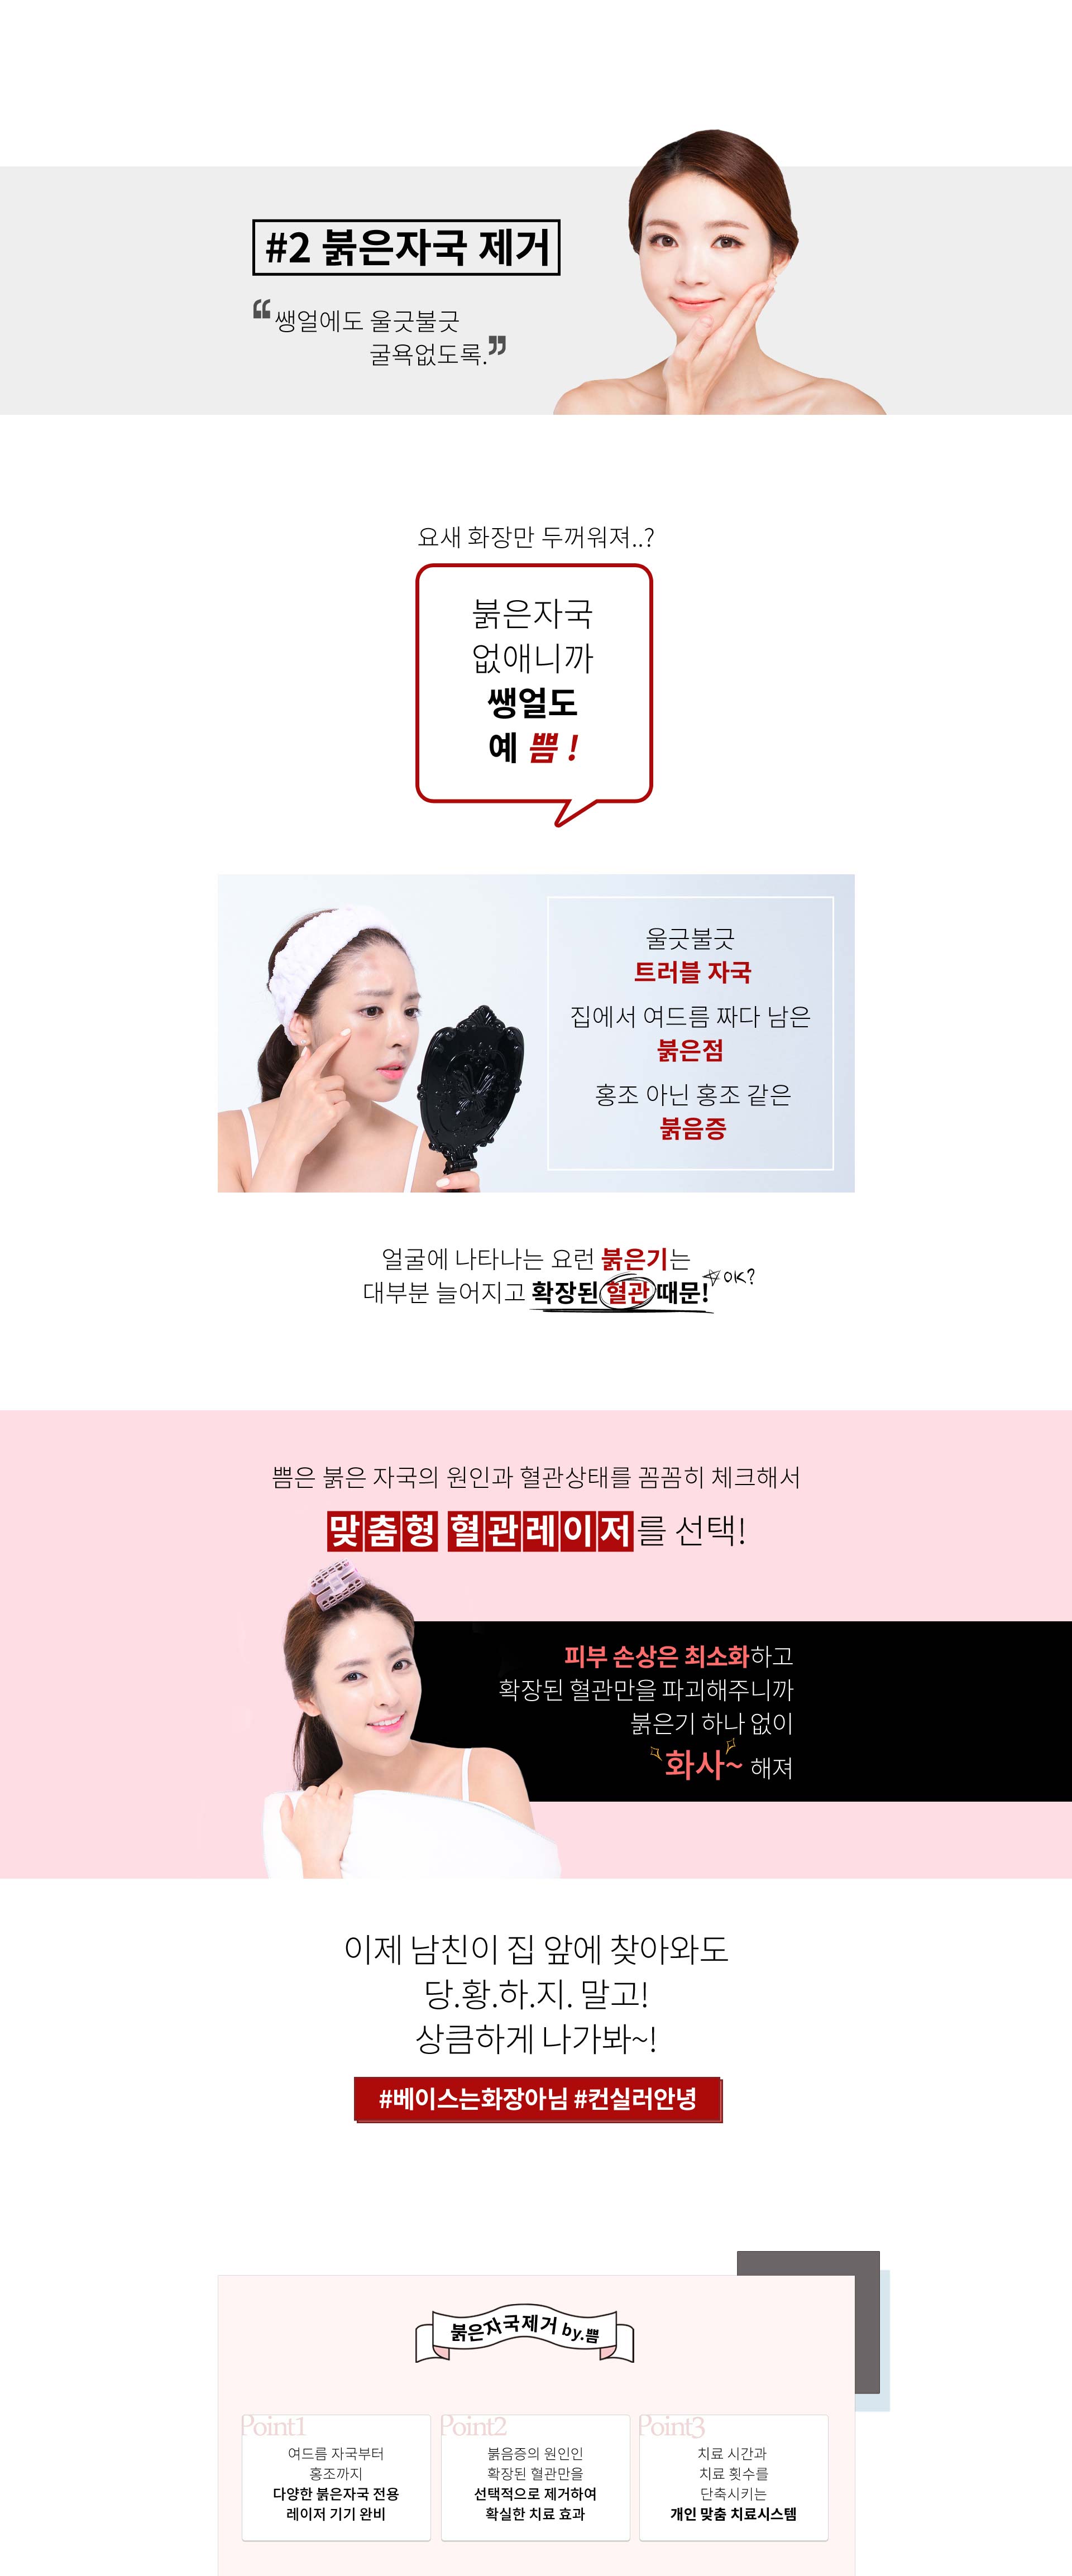 #2 붉은자국 제거
“쌩얼에도 울긋불긋
굴욕없도록.”
요새 화장만 두꺼워져..?
붉은자국
없애니까
쌩얼도
예쁨!
울긋불긋
트러블 자국
집에서 여드름 짜다 남은
붉은점
홍조 아닌 홍조 같은
붉음증
얼굴에 나타나는 요런 붉은기는
대부분 늘어지고 확장된 혈관 때문!
OK?
쁨은 붉은 자국의 원인과 혈관상태를 꼼꼼히 체크해서
맞춤형 혈관레이저를 선택!
피부 손상은 최소화하고
확장된 혈관만을 파괴해주니까
붉은기 하나 없이
화사~ 해져
이제 남친이 집 앞에 찾아와도
당.황.하.지. 말고!
상큼하게 나가봐~!
#베이스는화장아님 #컨실러안녕
붉은자국제거 by.쁨
Point1
여드름 자국부터
홍조까지
다양한 붉은자국 전용
레이저 기기 완비
Point2
붉음증의 원인인
확장된 혈관만을
선택적으로 제거하여
확실한 치료 효과
Point3
치료 시간과
치료 횟수를
단축시키는
개인 맞춤 치료시스템